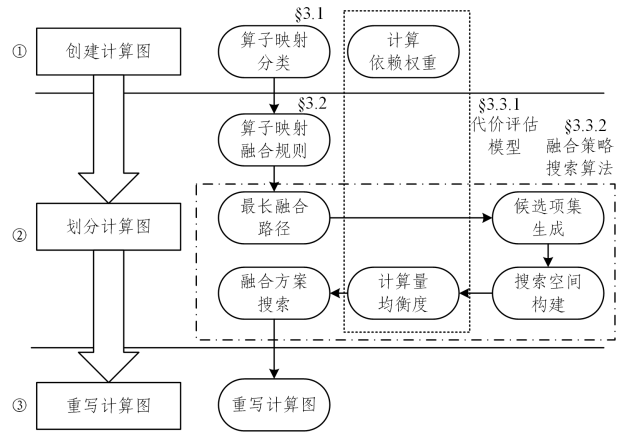 ①
创建计算图
§3.1
算子映射
分类
计算
依赖权重
§3.2
算子映射
融合规则
§3.3.1
代价评估
模型
§3.3.2
融合策略
搜索算法
②
划分计算图
最长融合
路径
候选项集
生成
融合方案
搜索
计算量
均衡度
搜索空间
构建
③
重写计算图
重写计算图